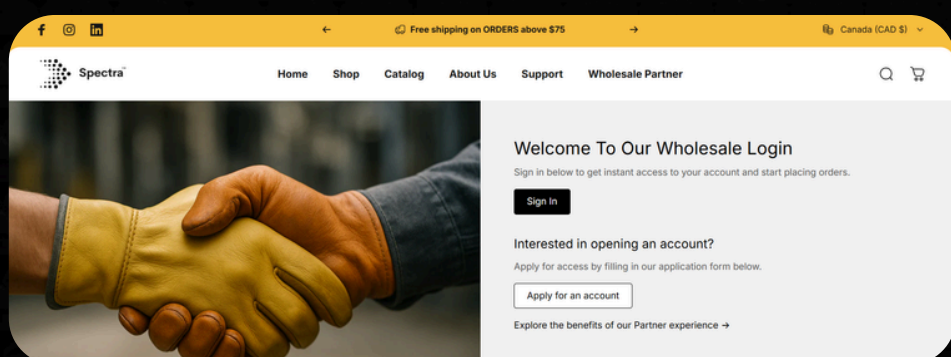 Free shipping on ORDERS above $75
Canada (CAD $)
Spectra™
Home Shop Catalog About Us Support Wholesale Partner
Welcome To Our Wholesale Login
Sign in below to get instant access to your account and start placing orders.
Sign In
Interested in opening an account?
Apply for access by filling in our application form below.
Apply for an account
Explore the benefits of our Partner experience →